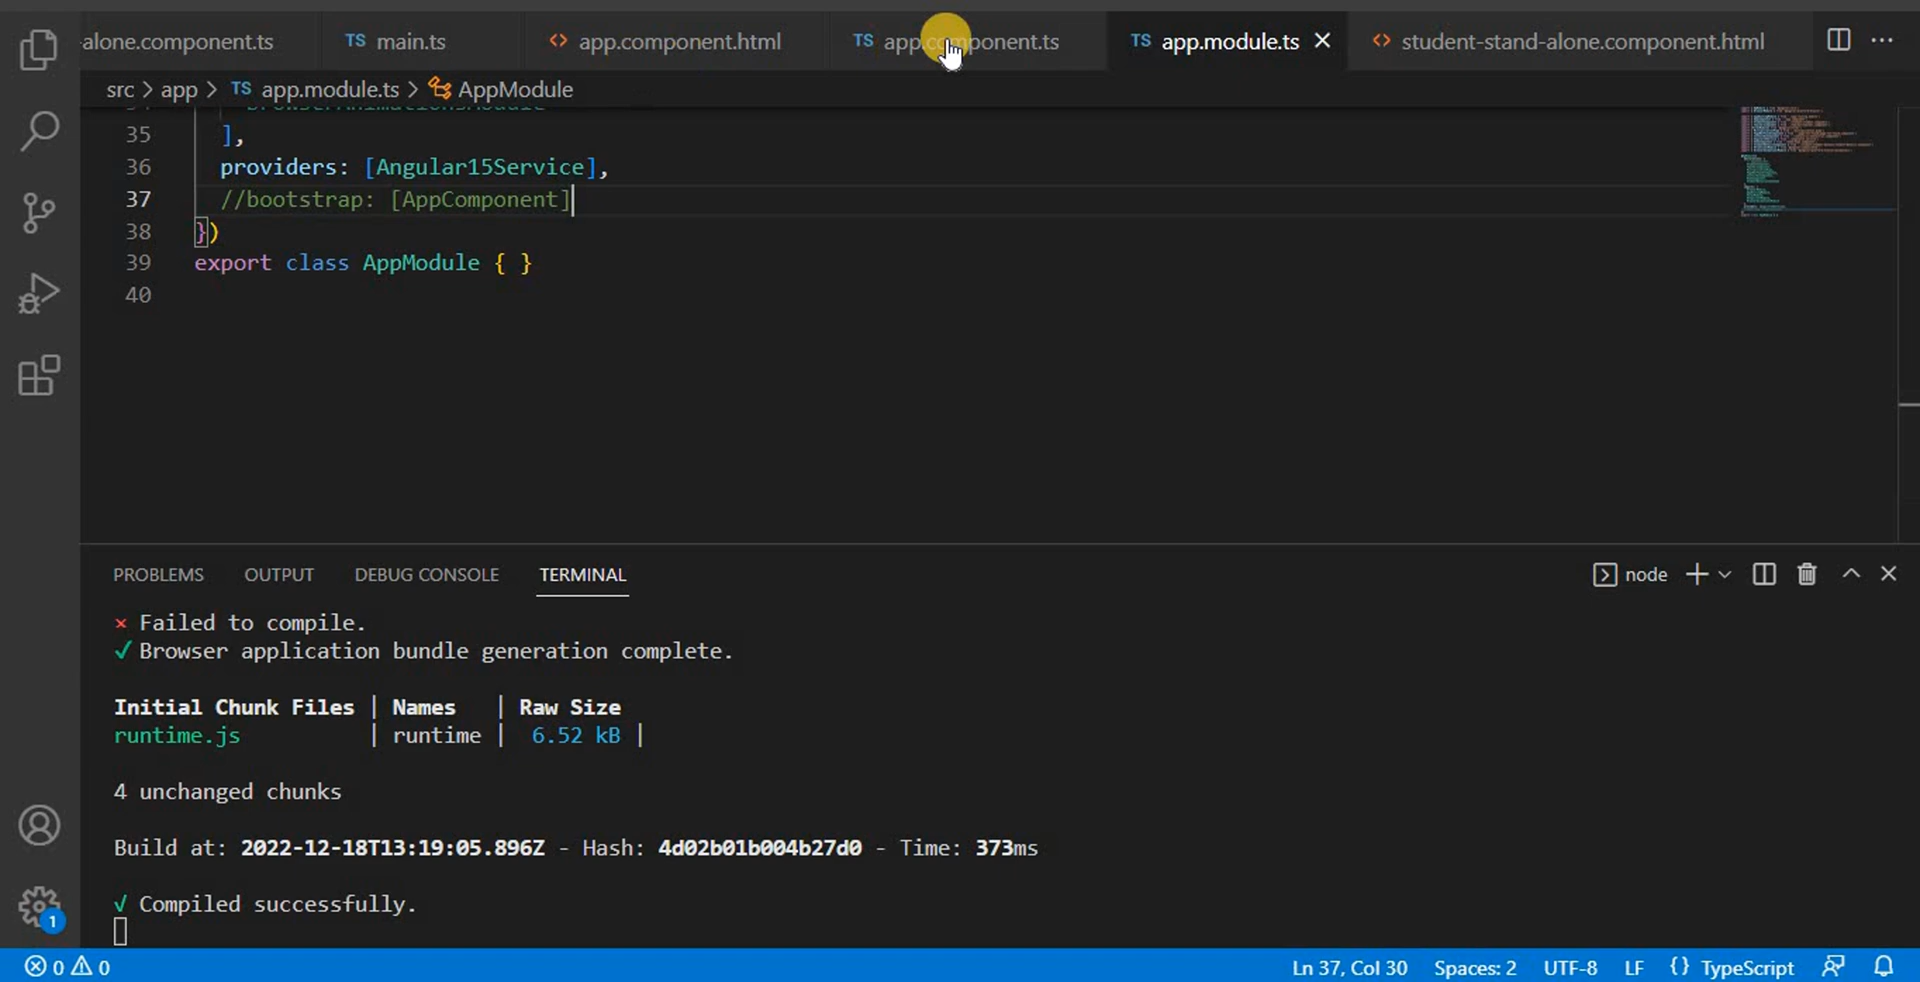 -alone.component.ts TS main.ts <> app.component.html TS app.component.ts TS app.module.ts <> student-stand-alone.component.html ···
src > app > TS app.module.ts > AppModule
34 BrowserAnimationsModule
35 ],
36 providers: [Angular15Service],
37 //bootstrap: [AppComponent]
38 })
39 export class AppModule { }
40
PROBLEMS OUTPUT DEBUG CONSOLE TERMINAL node
× Failed to compile.
✓ Browser application bundle generation complete.
Initial Chunk Files | Names | Raw Size
runtime.js | runtime | 6.52 kB |
4 unchanged chunks
Build at: 2022-12-18T13:19:05.896Z - Hash: 4d02b01b004b27d0 - Time: 373ms
√ Compiled successfully.
1
0 0 Ln 37, Col 30 Spaces: 2 UTF-8 LF {} TypeScript